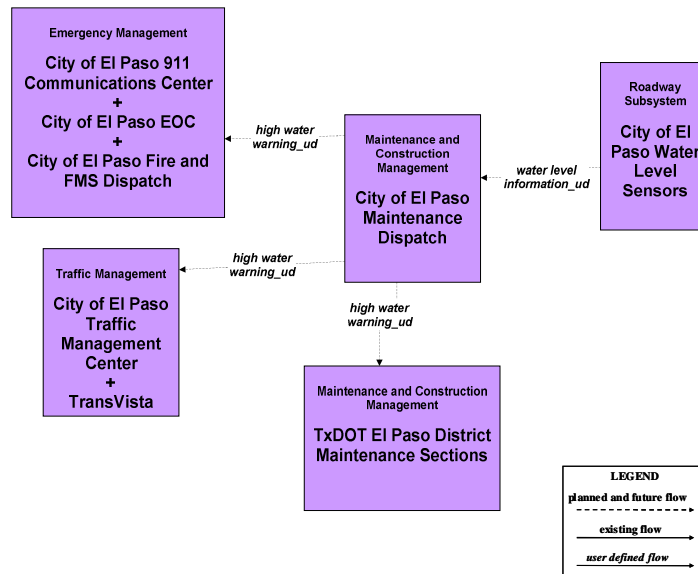 Emergency Management
City of El Paso 911
Communications Center
+
City of El Paso EOC
+
City of El Paso Fire and
FMS Dispatch
high water
warning_ud
Maintenance and
Construction
Management
City of El Paso
Maintenance
Dispatch
water level
information_ud
Roadway
Subsystem
City of El
Paso Water
Level
Sensors
high water
warning_ud
Traffic Management
City of El Paso
Traffic
Management
Center
+
TransVista
high water
warning_ud
Maintenance and Construction
Management
TxDOT El Paso District
Maintenance Sections
LEGEND
planned and future flow
existing flow
user defined flow